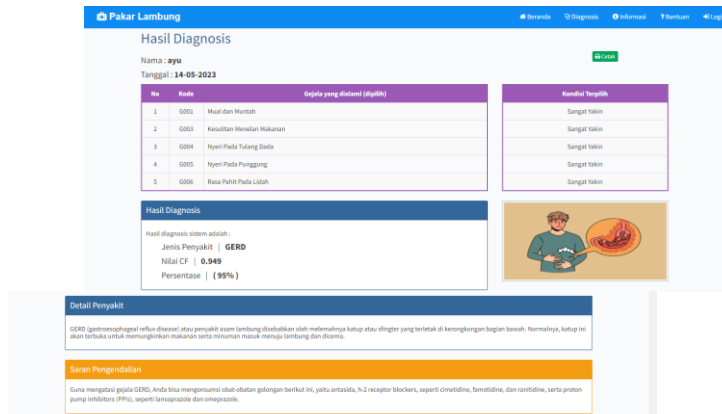 Pakar Lambung
Beranda Diagnosis Informasi ? Bantuan Login
Hasil Diagnosis
Nama : ayu
Cetak
Tanggal : 14-05-2023
No Kode Gejala yang dialami (dipilih) Kondisi Terpilih
1 G001 Mual dan Muntah Sangat Yakin
2 G003 Kesulitan Menelan Makanan Sangat Yakin
3 G004 Nyeri Pada Tulang Dada Sangat Yakin
4 G005 Nyeri Pada Punggung Sangat Yakin
5 G006 Rasa Pahit Pada Lidah Sangat Yakin
Hasil Diagnosis
Hasil diagnosis sistem adalah :
Jenis Penyakit | GERD
Nilai CF | 0.949
Persentase | ( 95% )
Detail Penyakit
GERD (gastroesophageal reflux disease) atau penyakit asam lambung disebabkan oleh melemahnya katup atau sfingter yang terletak di kerongkongan bagian bawah. Normalnya, katup ini
akan terbuka untuk memungkinkan makanan serta minuman masuk menuju lambung dan dicerna.
Saran Pengendalian
Guna mengatasi gejala GERD, Anda bisa mengonsumsi obat-obatan golongan berikut ini, yaitu antasida, h-2 receptor blockers, seperti cimetidine, famotidine, dan ranitidine, serta proton
pump inhibitors (PPIs), seperti lansoprazole dan omeprazole.